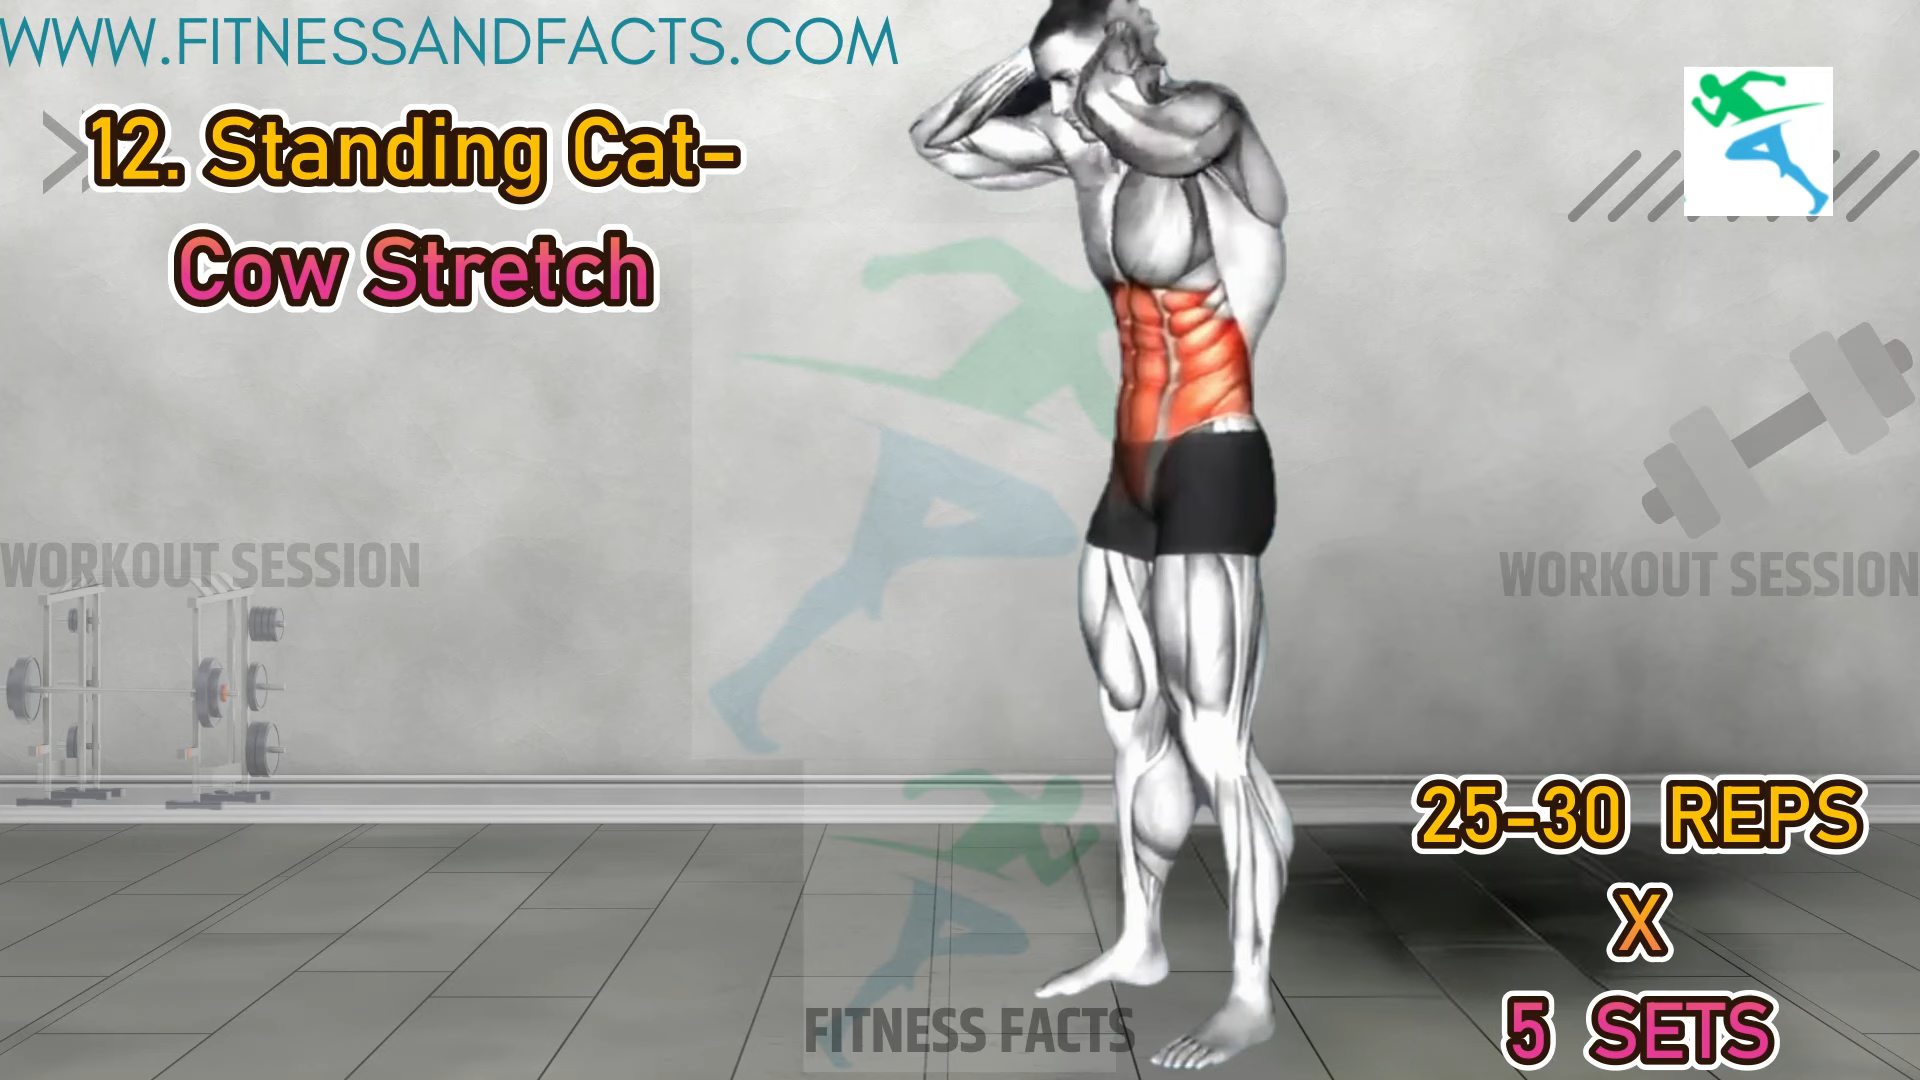 WWW.FITNESSANDFACTS.COM
12. Standing Cat-
Cow Stretch
WORKOUT SESSION
WORKOUT SESSION
25-30 REPS
X
5 SETS
FITNESS FACTS